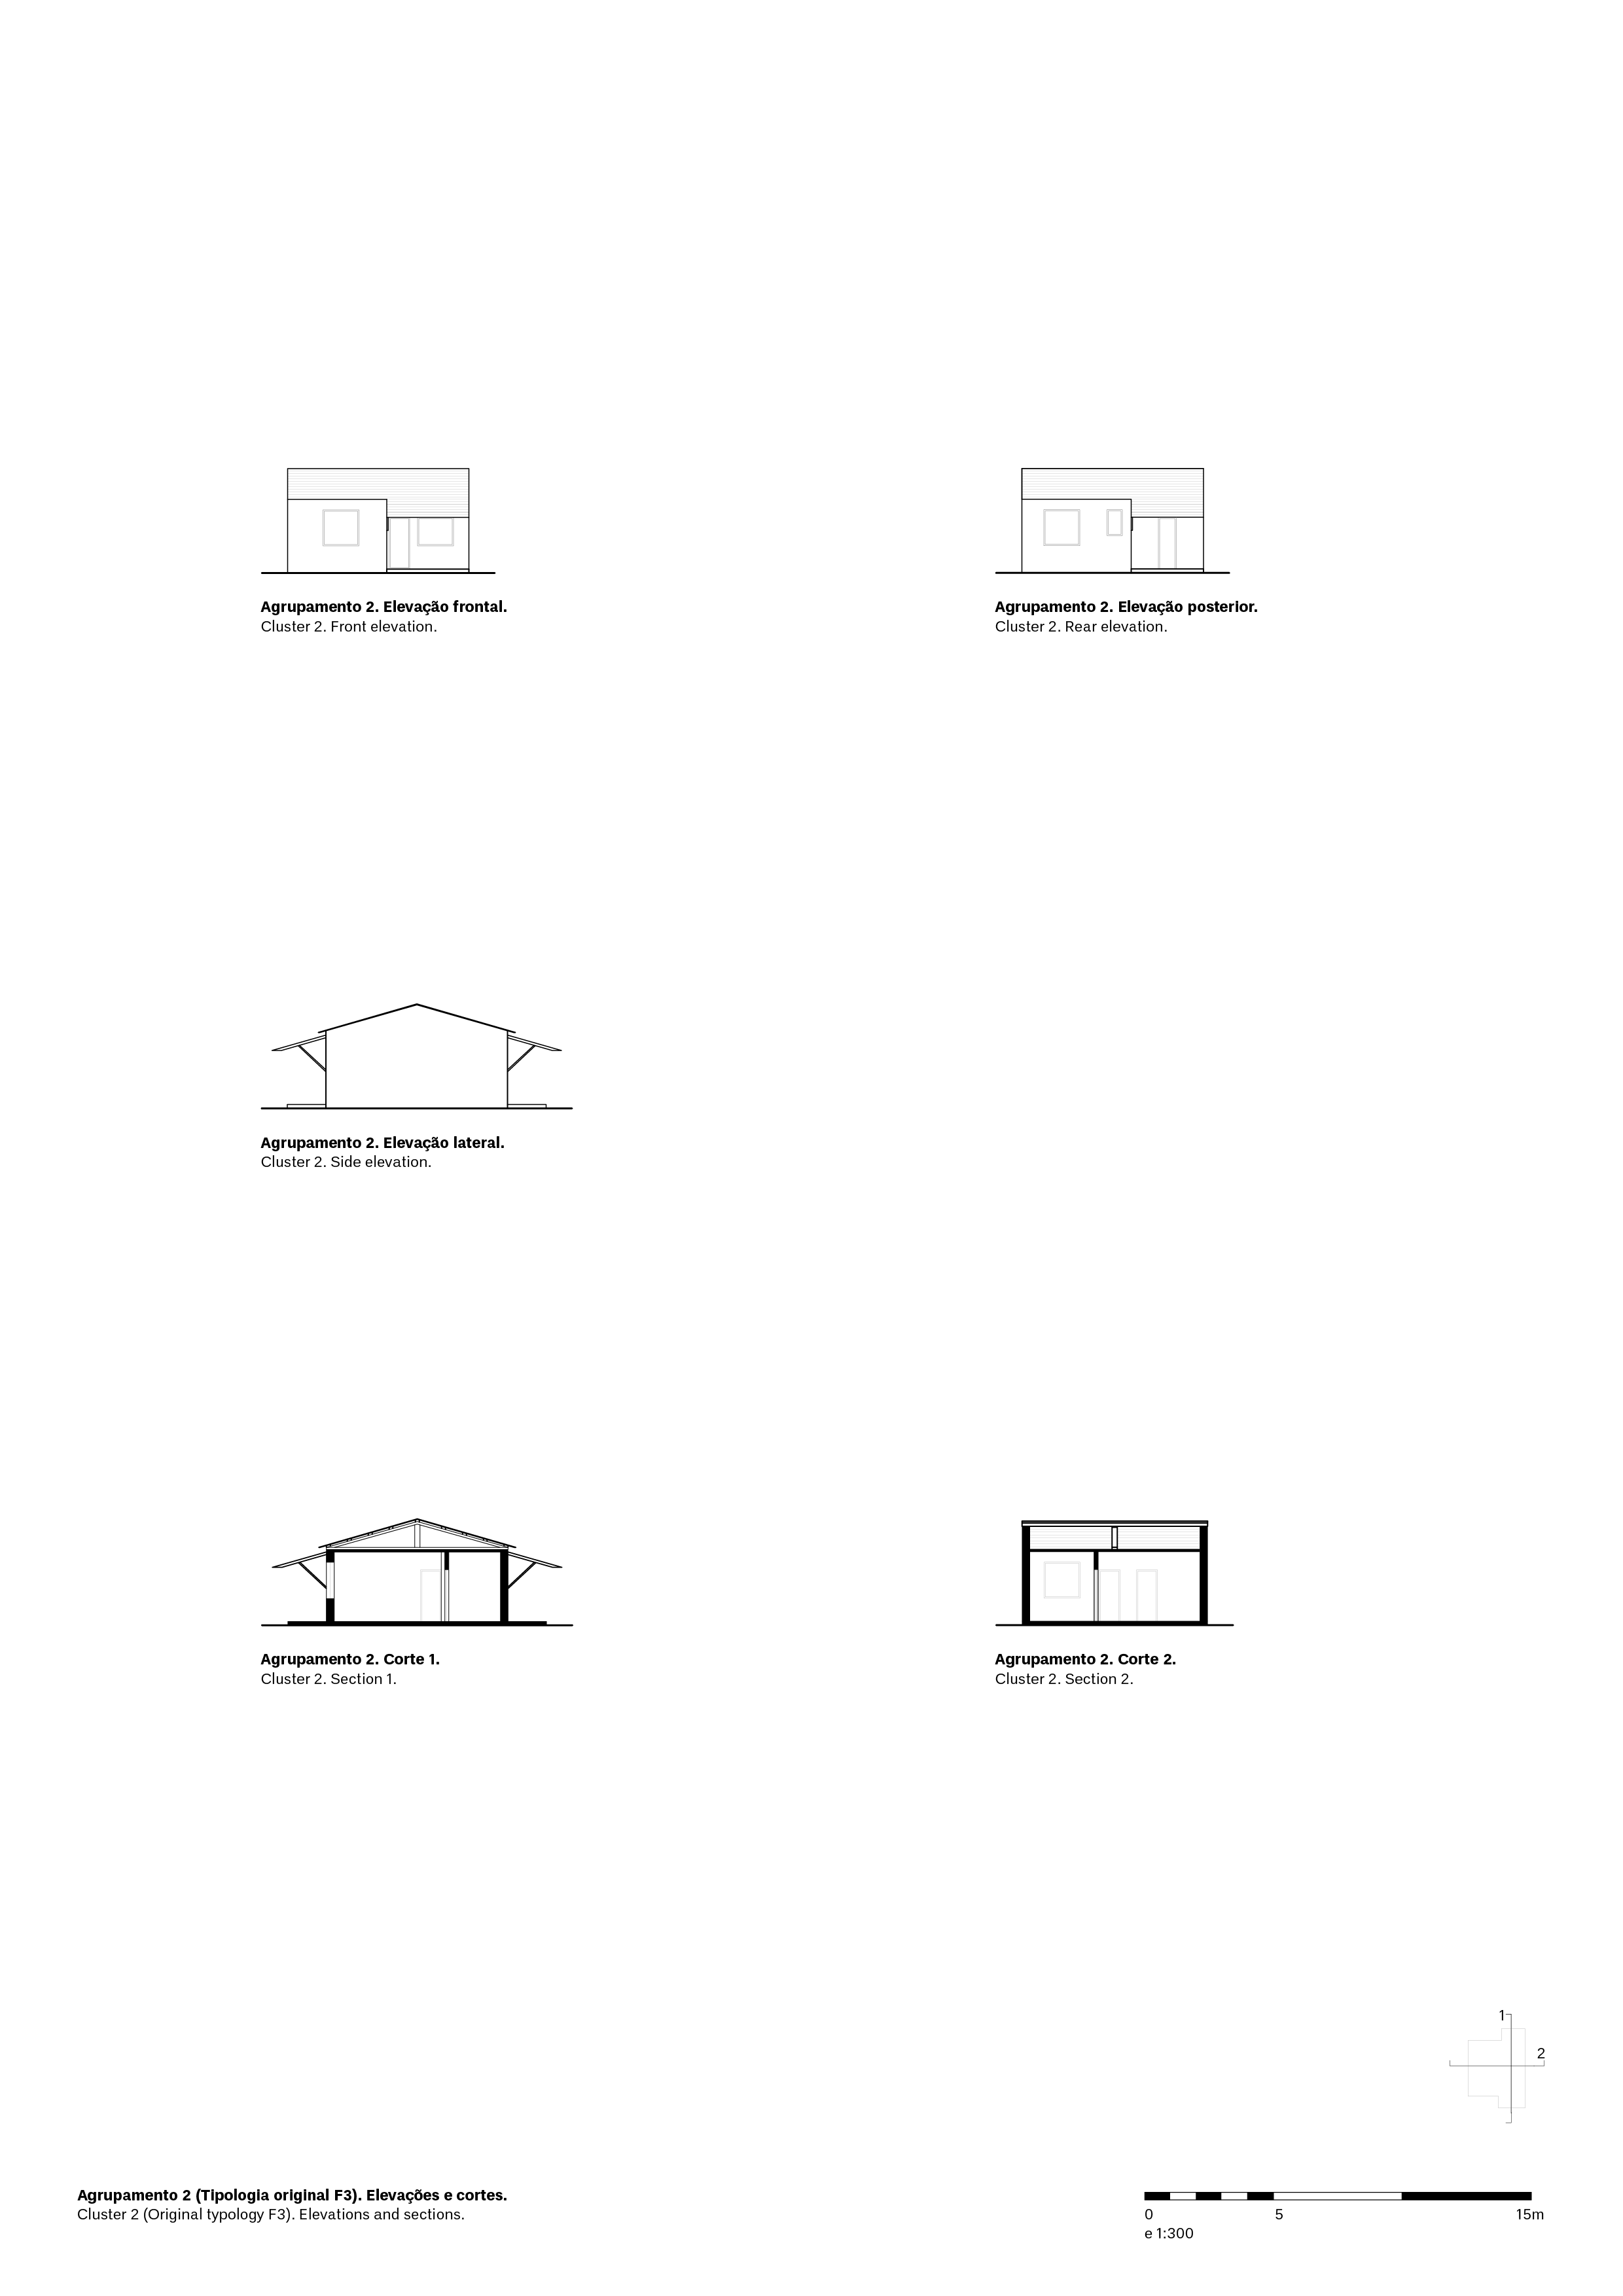 Agrupamento 2. Elevação frontal.
Cluster 2. Front elevation.
Agrupamento 2. Elevação posterior.
Cluster 2. Rear elevation.
Agrupamento 2. Elevação lateral.
Cluster 2. Side elevation.
Agrupamento 2. Corte 1.
Cluster 2. Section 1.
Agrupamento 2. Corte 2.
Cluster 2. Section 2.
1
2
Agrupamento 2 (Tipologia original F3). Elevações e cortes.
Cluster 2 (Original typology F3). Elevations and sections.
0 5 15m
e 1:300